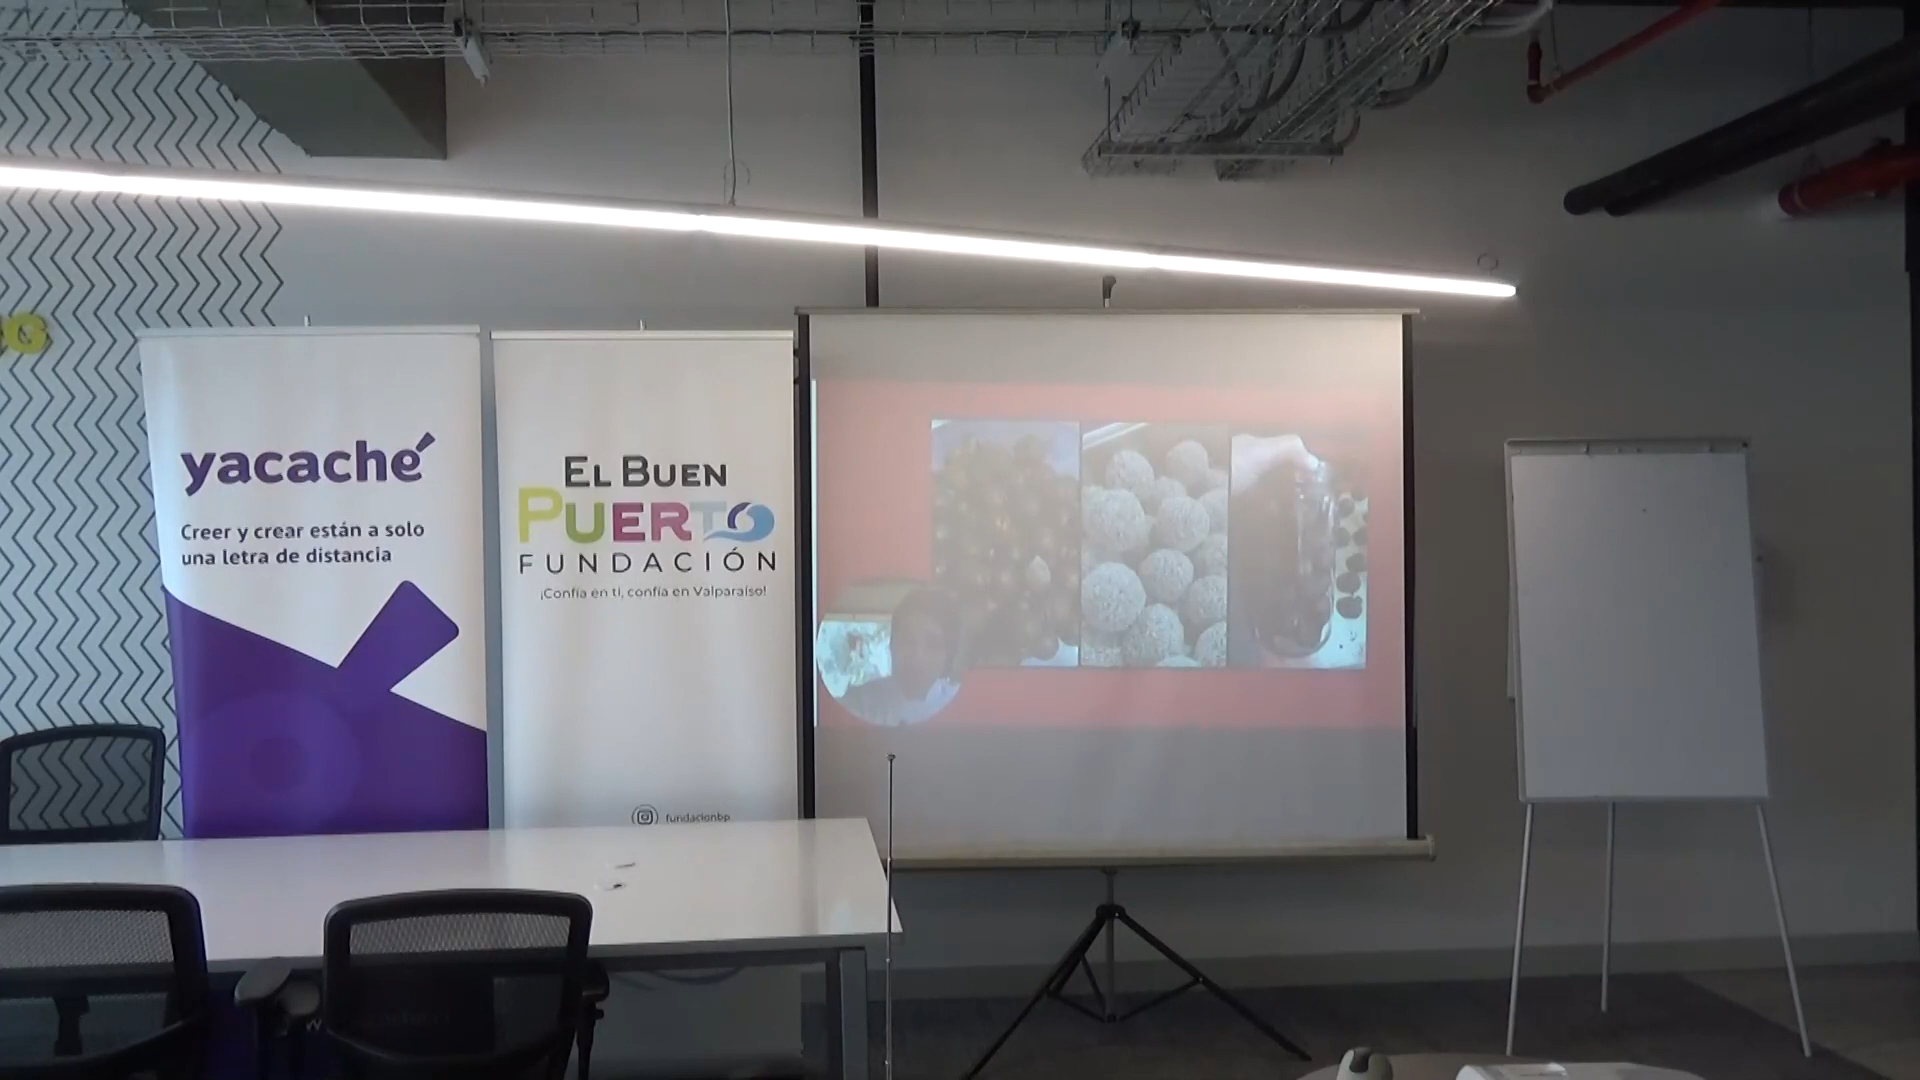 yacaché
Creer y crear están a solo
una letra de distancia
EL BUEN
PUERTO
FUNDACIÓN
¡Confía en ti, confía en Valparaíso!
fundacionbp